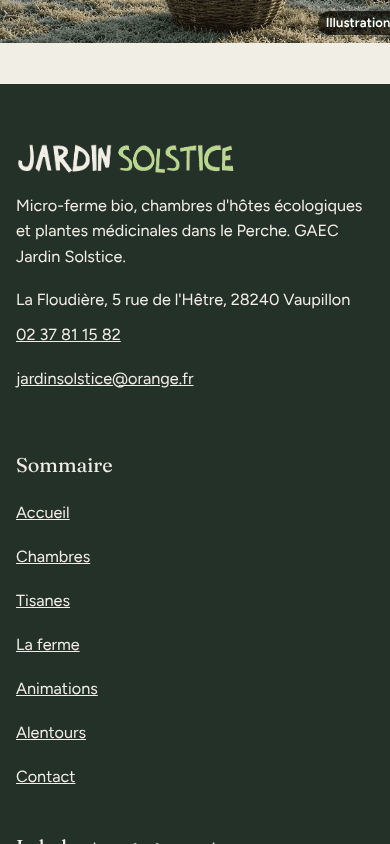 Illustration
JARDIN SOLSTICE
Micro-ferme bio, chambres d'hôtes écologiques
et plantes médicinales dans le Perche. GAEC
Jardin Solstice.
La Floudière, 5 rue de l'Hêtre, 28240 Vaupillon
02 37 81 15 82
jardinsolstice@orange.fr
Sommaire
Accueil
Chambres
Tisanes
La ferme
Animations
Alentours
Contact